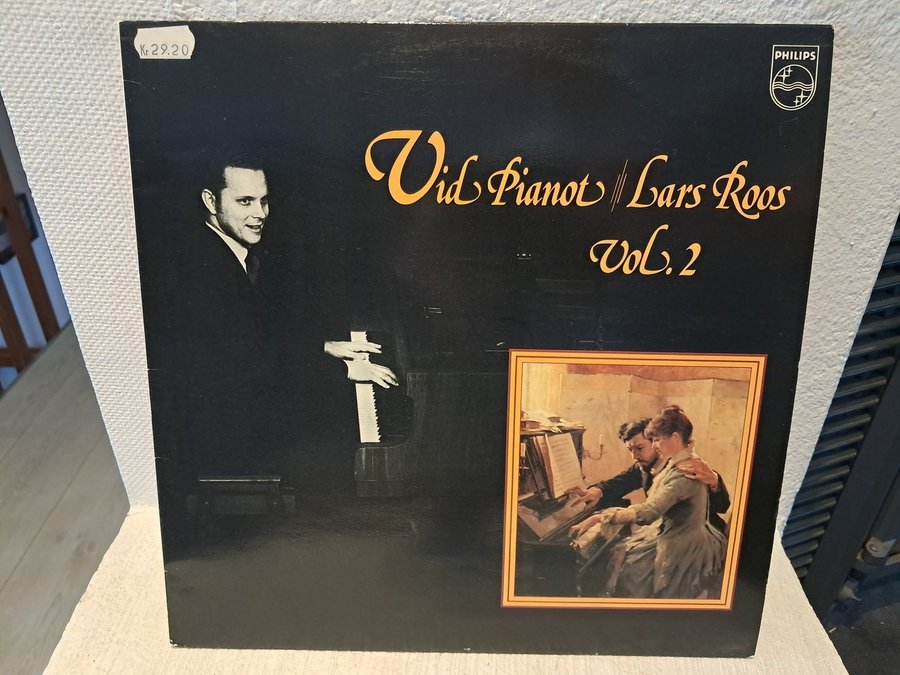 Kr 29.20
PHILIPS
Vid Pianot // Lars Roos
Vol. 2